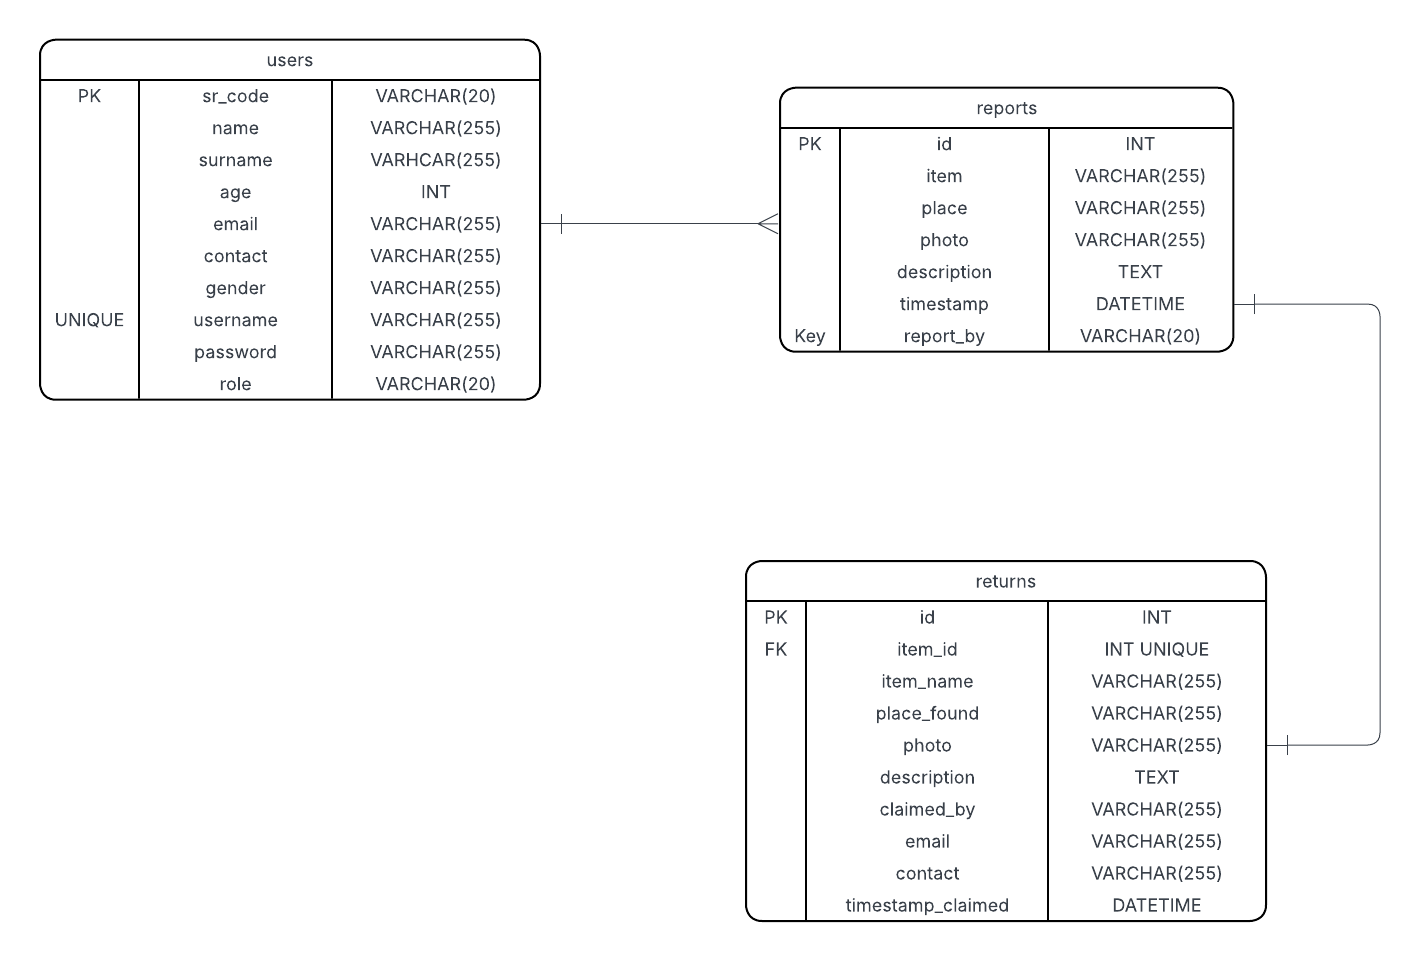 users
PK sr_code VARCHAR(20)
name VARCHAR(255)
surname VARHCAR(255)
age INT
email VARCHAR(255)
contact VARCHAR(255)
gender VARCHAR(255)
UNIQUE username VARCHAR(255)
password VARCHAR(255)
role VARCHAR(20)
reports
PK id INT
item VARCHAR(255)
place VARCHAR(255)
photo VARCHAR(255)
description TEXT
timestamp DATETIME
Key report_by VARCHAR(20)
returns
PK id INT
FK item_id INT UNIQUE
item_name VARCHAR(255)
place_found VARCHAR(255)
photo VARCHAR(255)
description TEXT
claimed_by VARCHAR(255)
email VARCHAR(255)
contact VARCHAR(255)
timestamp_claimed DATETIME